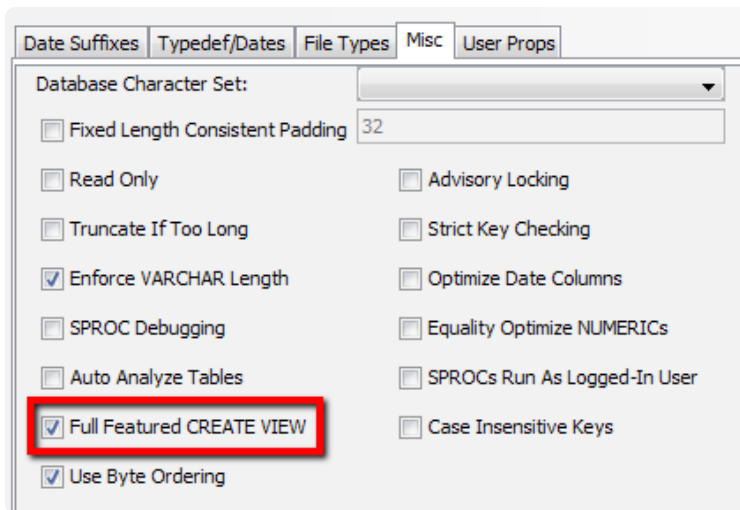 Date Suffixes Typedef/Dates File Types Misc User Props
Database Character Set:
Fixed Length Consistent Padding 32
Read Only Advisory Locking
Truncate If Too Long Strict Key Checking
Enforce VARCHAR Length Optimize Date Columns
SPROC Debugging Equality Optimize NUMERICs
Auto Analyze Tables SPROCs Run As Logged-In User
Full Featured CREATE VIEW Case Insensitive Keys
Use Byte Ordering